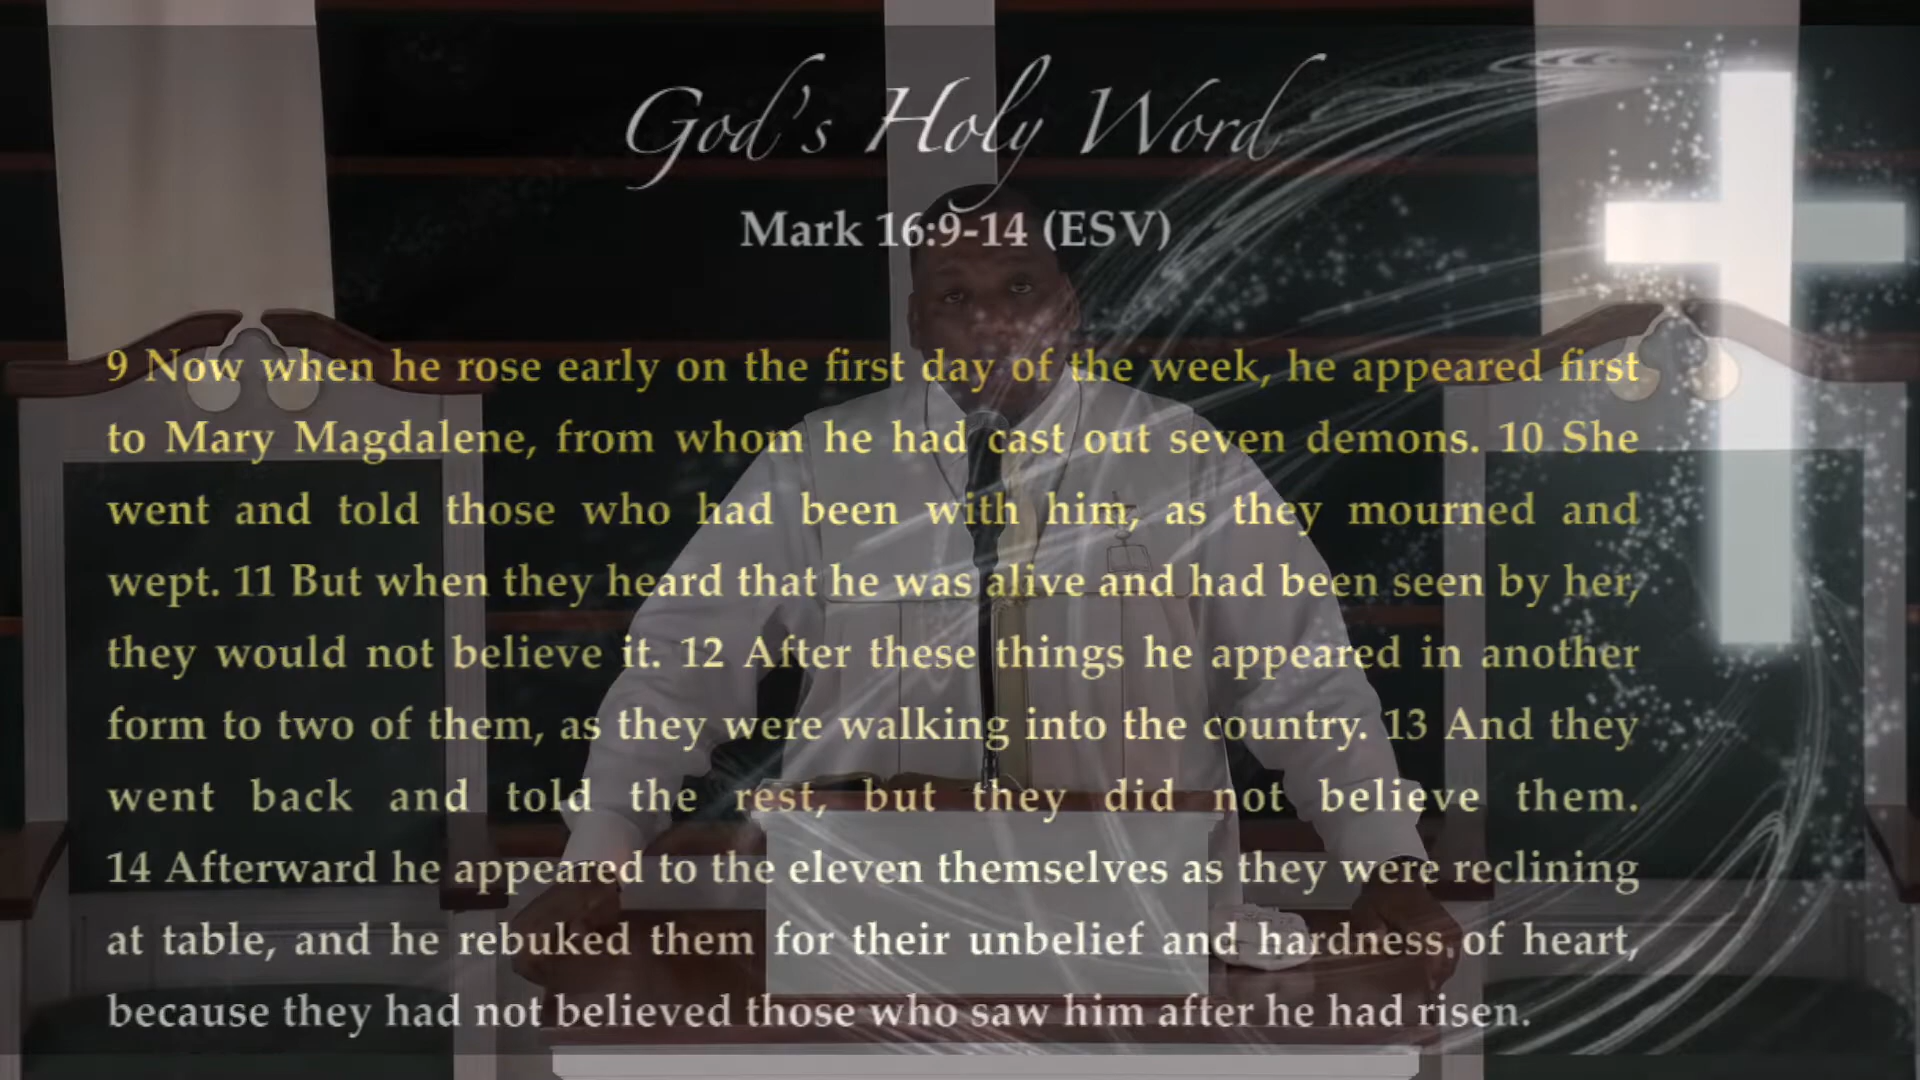 God's Holy Word
Mark 16:9-14 (ESV)
9 Now when he rose early on the first day of the week, he appeared first
to Mary Magdalene, from whom he had cast out seven demons. 10 She
went and told those who had been with him, as they mourned and
wept. 11 But when they heard that he was alive and had been seen by her,
they would not believe it. 12 After these things he appeared in another
form to two of them, as they were walking into the country. 13 And they
went back and told the rest, but they did not believe them.
14 Afterward he appeared to the eleven themselves as they were reclining
at table, and he rebuked them for their unbelief and hardness of heart,
because they had not believed those who saw him after he had risen.